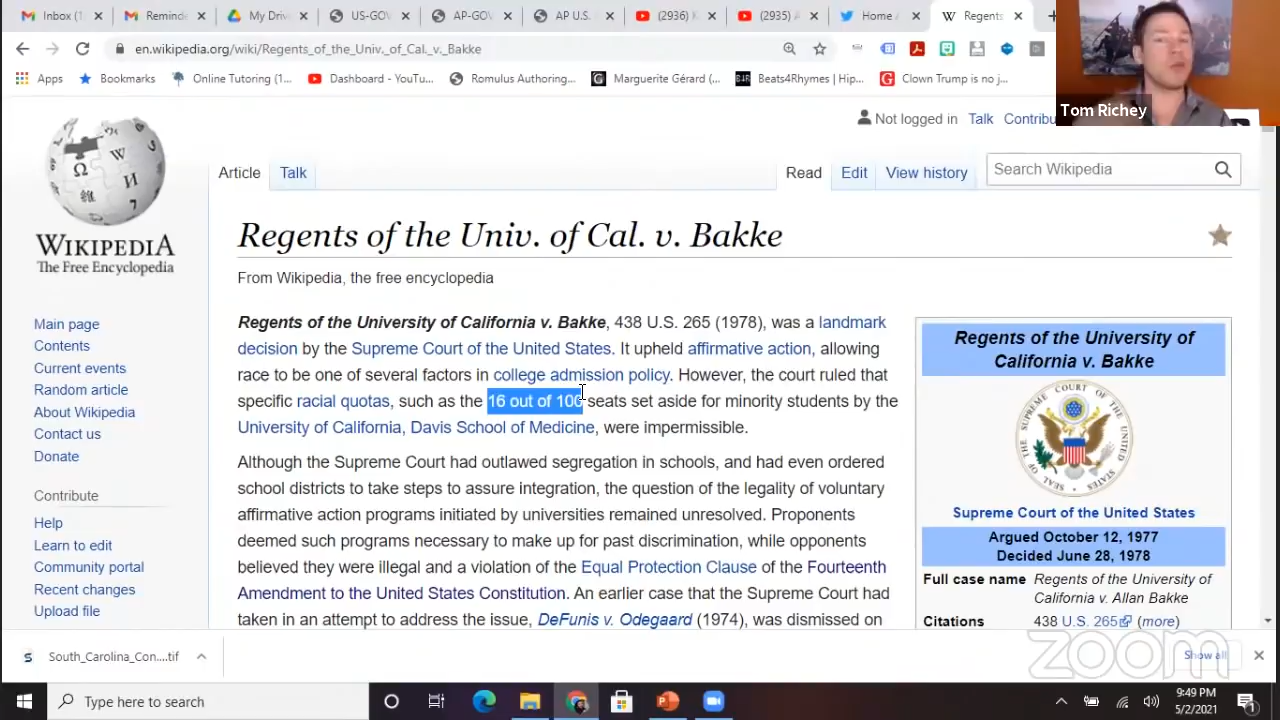 Inbox (1
Remind
My Driv
US-GOV
AP-GOV
AP U.S.
(2936) K
(2935) A
Home
Regents
en.wikipedia.org/wiki/Regents_of_the_Univ._of_Cal._v._Bakke
Apps
Bookmarks
Online Tutoring (1...
Dashboard - YouTu...
Romulus Authoring...
Marguerite Gérard (...
Beats4Rhymes | Hip...
Clown Trump is no j...
Tom Richey
Not logged in
Talk
Contribu
Article
Talk
Read
Edit
View history
Search Wikipedia
WIKIPEDIA
The Free Encyclopedia
Main page
Contents
Current events
Random article
About Wikipedia
Contact us
Donate
Contribute
Help
Learn to edit
Community portal
Recent changes
Upload file
Regents of the Univ. of Cal. v. Bakke
From Wikipedia, the free encyclopedia
Regents of the University of California v. Bakke, 438 U.S. 265 (1978), was a landmark
decision by the Supreme Court of the United States. It upheld affirmative action, allowing
race to be one of several factors in college admission policy. However, the court ruled that
specific racial quotas, such as the 16 out of 100 seats set aside for minority students by the
University of California, Davis School of Medicine, were impermissible.
Although the Supreme Court had outlawed segregation in schools, and had even ordered
school districts to take steps to assure integration, the question of the legality of voluntary
affirmative action programs initiated by universities remained unresolved. Proponents
deemed such programs necessary to make up for past discrimination, while opponents
believed they were illegal and a violation of the Equal Protection Clause of the Fourteenth
Amendment to the United States Constitution. An earlier case that the Supreme Court had
taken in an attempt to address the issue, DeFunis v. Odegaard (1974), was dismissed on
Regents of the University of
California v. Bakke
Supreme Court of the United States
Argued October 12, 1977
Decided June 28, 1978
Full case name Regents of the University of
California v. Allan Bakke
Citations 438 U.S. 265 (more)
South_Carolina_Con....tif
Show all
zoom
Type here to search
9:49 PM
5/2/2021
1